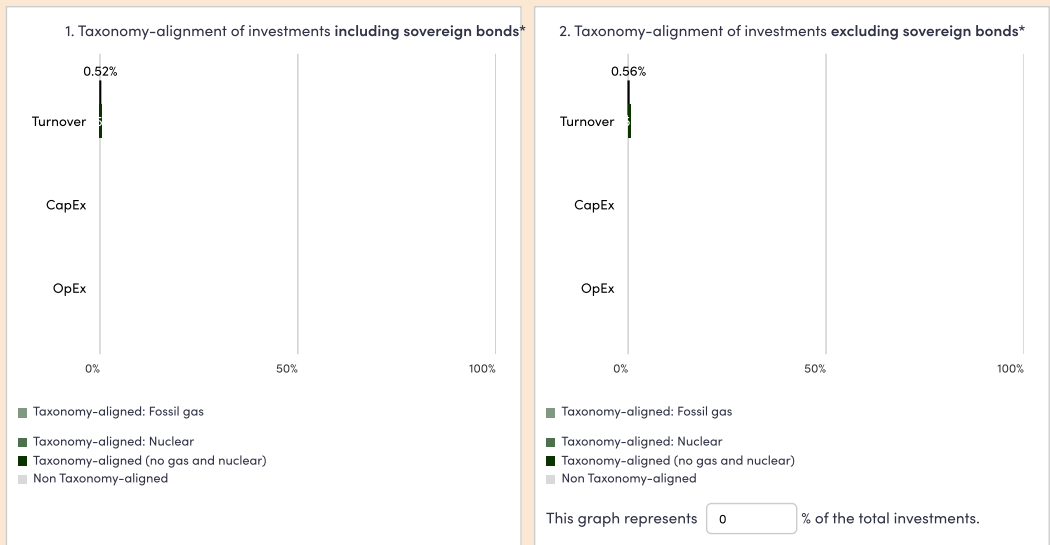 1. Taxonomy-alignment of investments including sovereign bonds*
0.52%
Turnover
CapEx
OpEx
0%
50%
100%
Taxonomy-aligned: Fossil gas
Taxonomy-aligned: Nuclear
Taxonomy-aligned (no gas and nuclear)
Non Taxonomy-aligned
2. Taxonomy-alignment of investments excluding sovereign bonds*
0.56%
Turnover
CapEx
OpEx
0%
50%
100%
Taxonomy-aligned: Fossil gas
Taxonomy-aligned: Nuclear
Taxonomy-aligned (no gas and nuclear)
Non Taxonomy-aligned
This graph represents 0 % of the total investments.